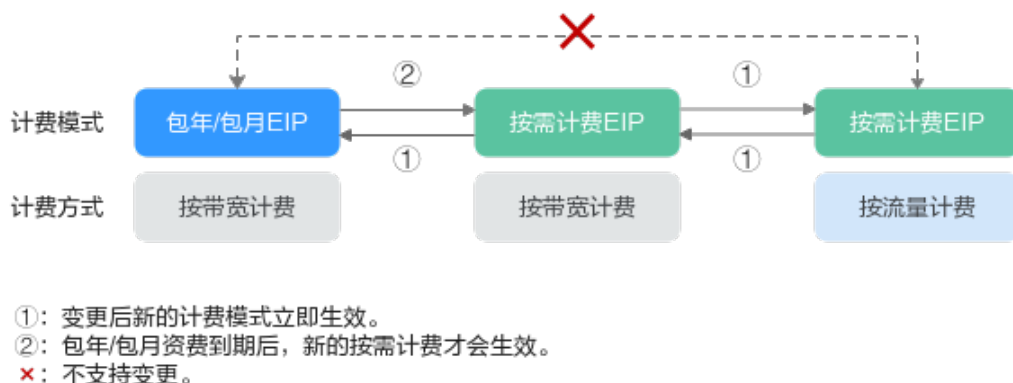 ② ①
计费模式 包年/包月EIP 按需计费EIP 按需计费EIP
① ①
计费方式 按带宽计费 按带宽计费 按流量计费
①：变更后新的计费模式立即生效。
②：包年/包月资费到期后，新的按需计费才会生效。
×：不支持变更。